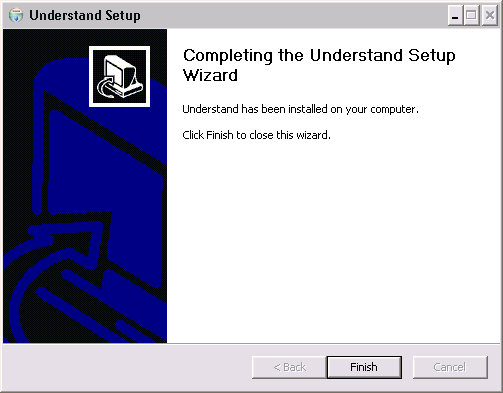 Understand Setup
Completing the Understand Setup
Wizard
Understand has been installed on your computer.
Click Finish to close this wizard.
< Back
Finish
Cancel